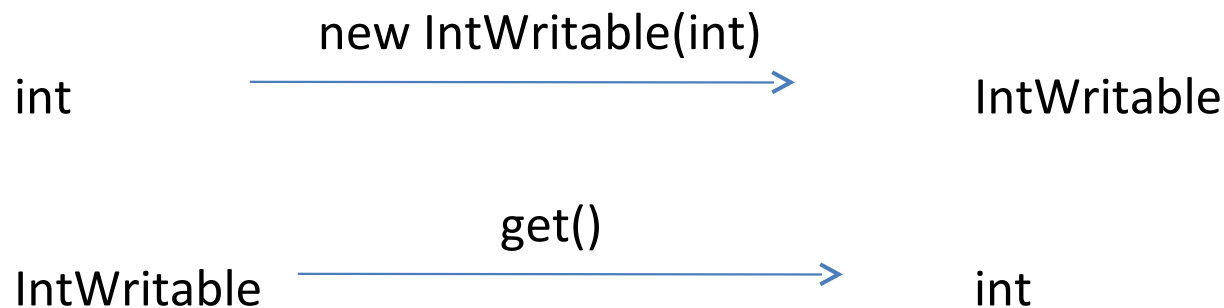 new IntWritable(int)
int IntWritable
get()
IntWritable int